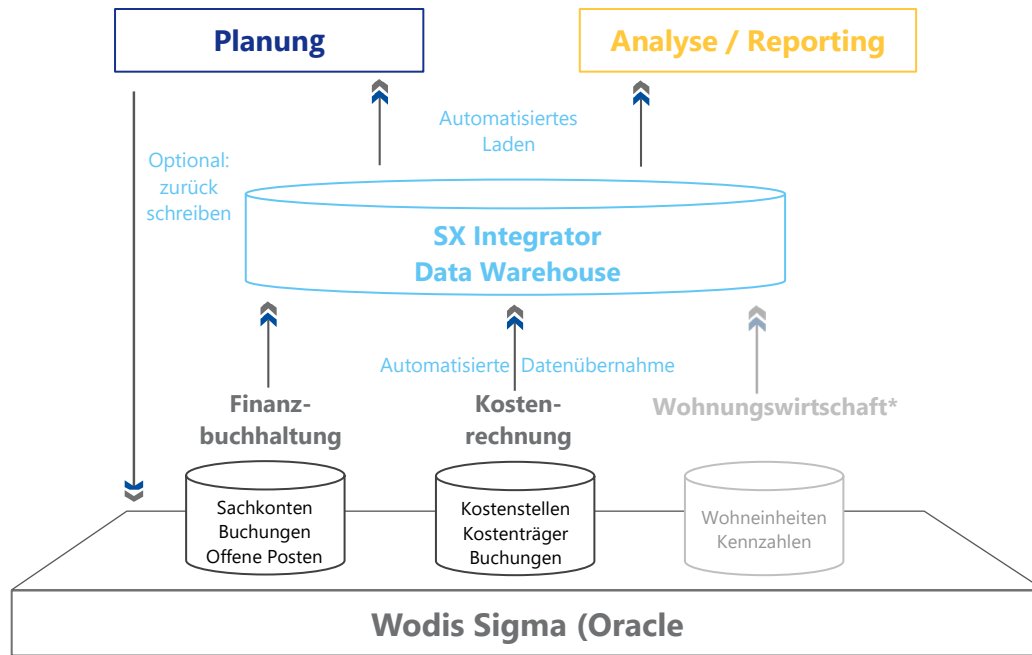 Planung
Analyse / Reporting
Automatisiertes
Laden
Optional:
zurück
schreiben
SX Integrator
Data Warehouse
Automatisierte Datenübernahme
Finanz-
buchhaltung
Kosten-
rechnung
Wohnungswirtschaft*
Sachkonten
Buchungen
Offene Posten
Kostenstellen
Kostenträger
Buchungen
Wohneinheiten
Kennzahlen
Wodis Sigma (Oracle